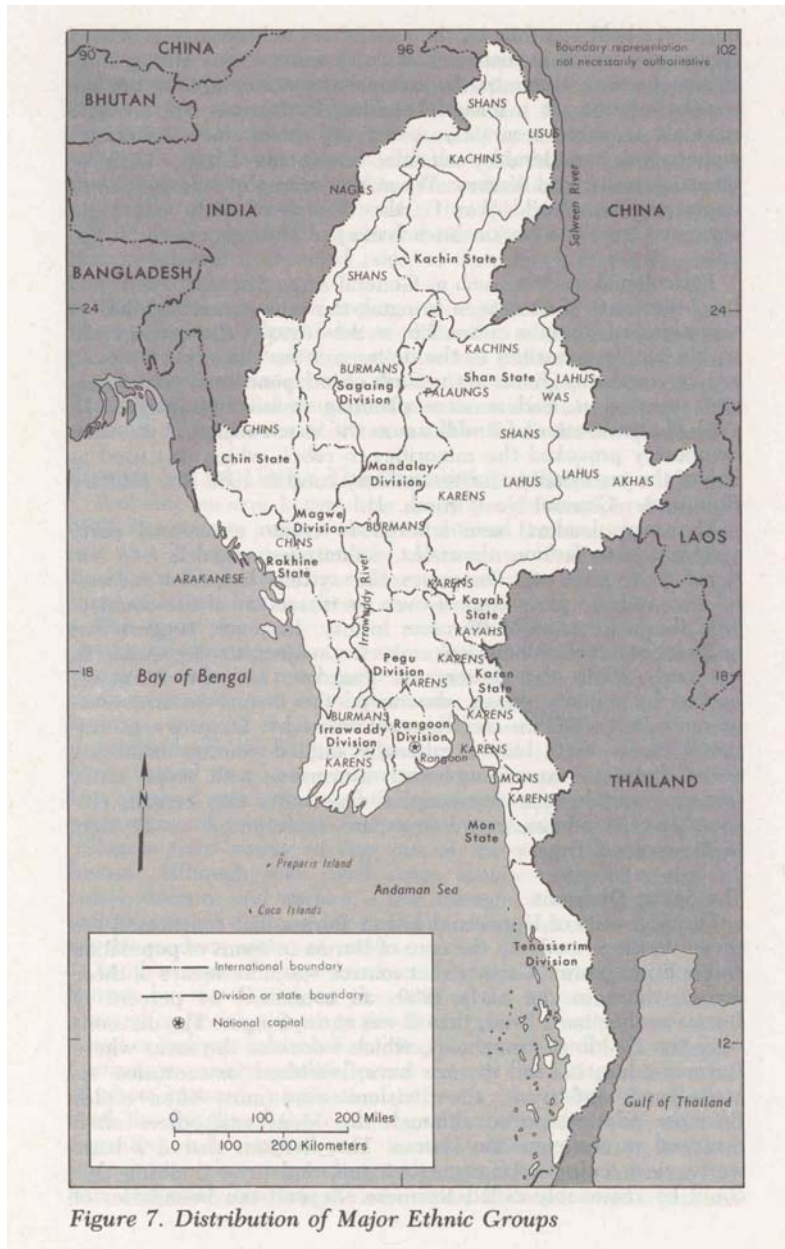 90
96
102
CHINA
Boundary representation
not necessarily authoritative
BHUTAN
SHANS
LISUS
KACHINS
NAGAS
INDIA
Salween River
CHINA
Kachin State
BANGLADESH
SHANS
24
24
KACHINS
BURMANS
Shan State
Sagaing
Division
PALAUNGS
LAHUS
WAS
CHINS
SHANS
Chin State
Mandalay
Division
LAHUS
LAHUS
AKHAS
KARENS
Magwe
Division
BURMANS
CHINS
LAOS
Rakhine
State
ARAKANESE
Irrawaddy River
KARENS
Kayah
State
KAYAHS
KARENS
Karen
State
18
Bay of Bengal
Pegu
Division
KARENS
18
BURMANS
Rangoon
Division
KARENS
Irrawaddy
Division
Rangoon
KARENS
KARENS
MONS
KARENS
THAILAND
N
Mon
State
Preparis Island
Andaman Sea
Coco Islands
Tenasserim
Division
International boundary
Division or state boundary
National capital
12
12
Gulf of Thailand
0 100 200 Miles
0 100 200 Kilometers
Figure 7. Distribution of Major Ethnic Groups